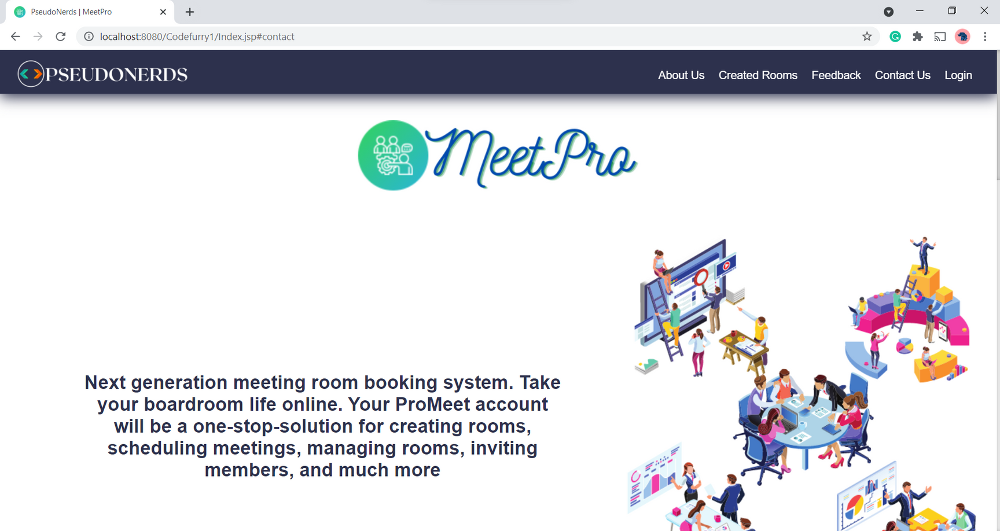 PseudoNerds | MeetPro
localhost:8080/Codefurry1/Index.jsp#contact
PSEUDONERDS
About Us
Created Rooms
Feedback
Contact Us
Login
MeetPro
Next generation meeting room booking system. Take
your boardroom life online. Your ProMeet account
will be a one-stop-solution for creating rooms,
scheduling meetings, managing rooms, inviting
members, and much more